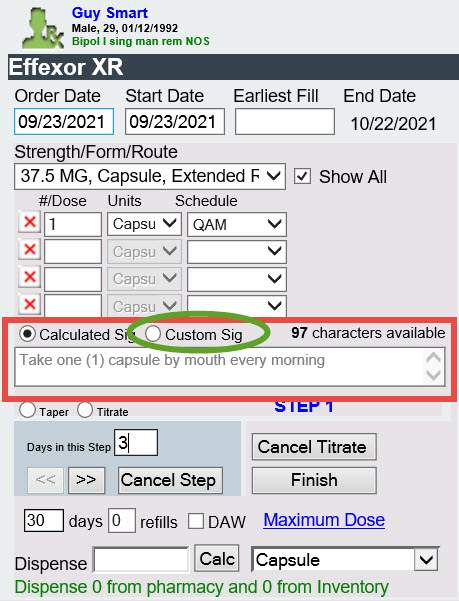 Guy Smart
Male, 29, 01/12/1992
Bipol I sing man rem NOS
Effexor XR
Order Date Start Date Earliest Fill End Date
09/23/2021 09/23/2021 10/22/2021
Strength/Form/Route
37.5 MG, Capsule, Extended R Show All
#/Dose Units Schedule
1 Capsu QAM
Capsu
Capsu
Capsu
Calculated Sig Custom Sig 97 characters available
Take one (1) capsule by mouth every morning
Taper Titrate STEP 1
Days in this Step 3 Cancel Titrate
<< >> Cancel Step Finish
30 days 0 refills DAW Maximum Dose
Dispense Calc Capsule
Dispense 0 from pharmacy and 0 from Inventory